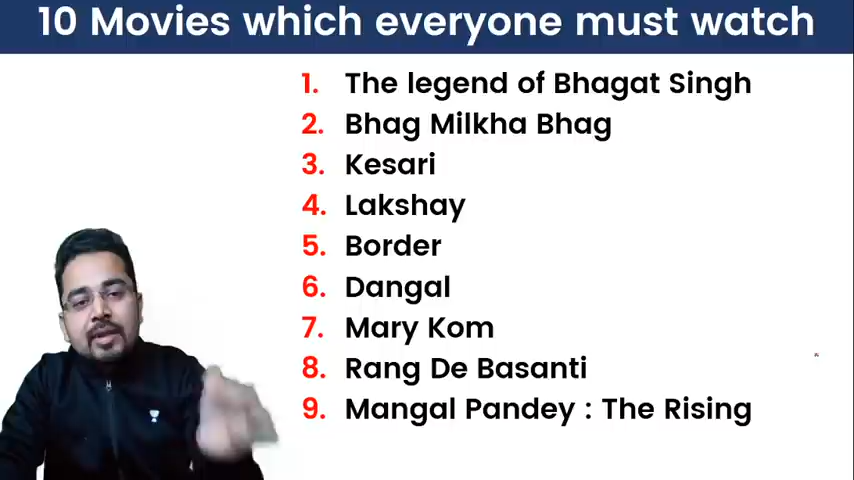 10 Movies which everyone must watch
1. The legend of Bhagat Singh
2. Bhag Milkha Bhag
3. Kesari
4. Lakshay
5. Border
6. Dangal
7. Mary Kom
8. Rang De Basanti
9. Mangal Pandey : The Rising